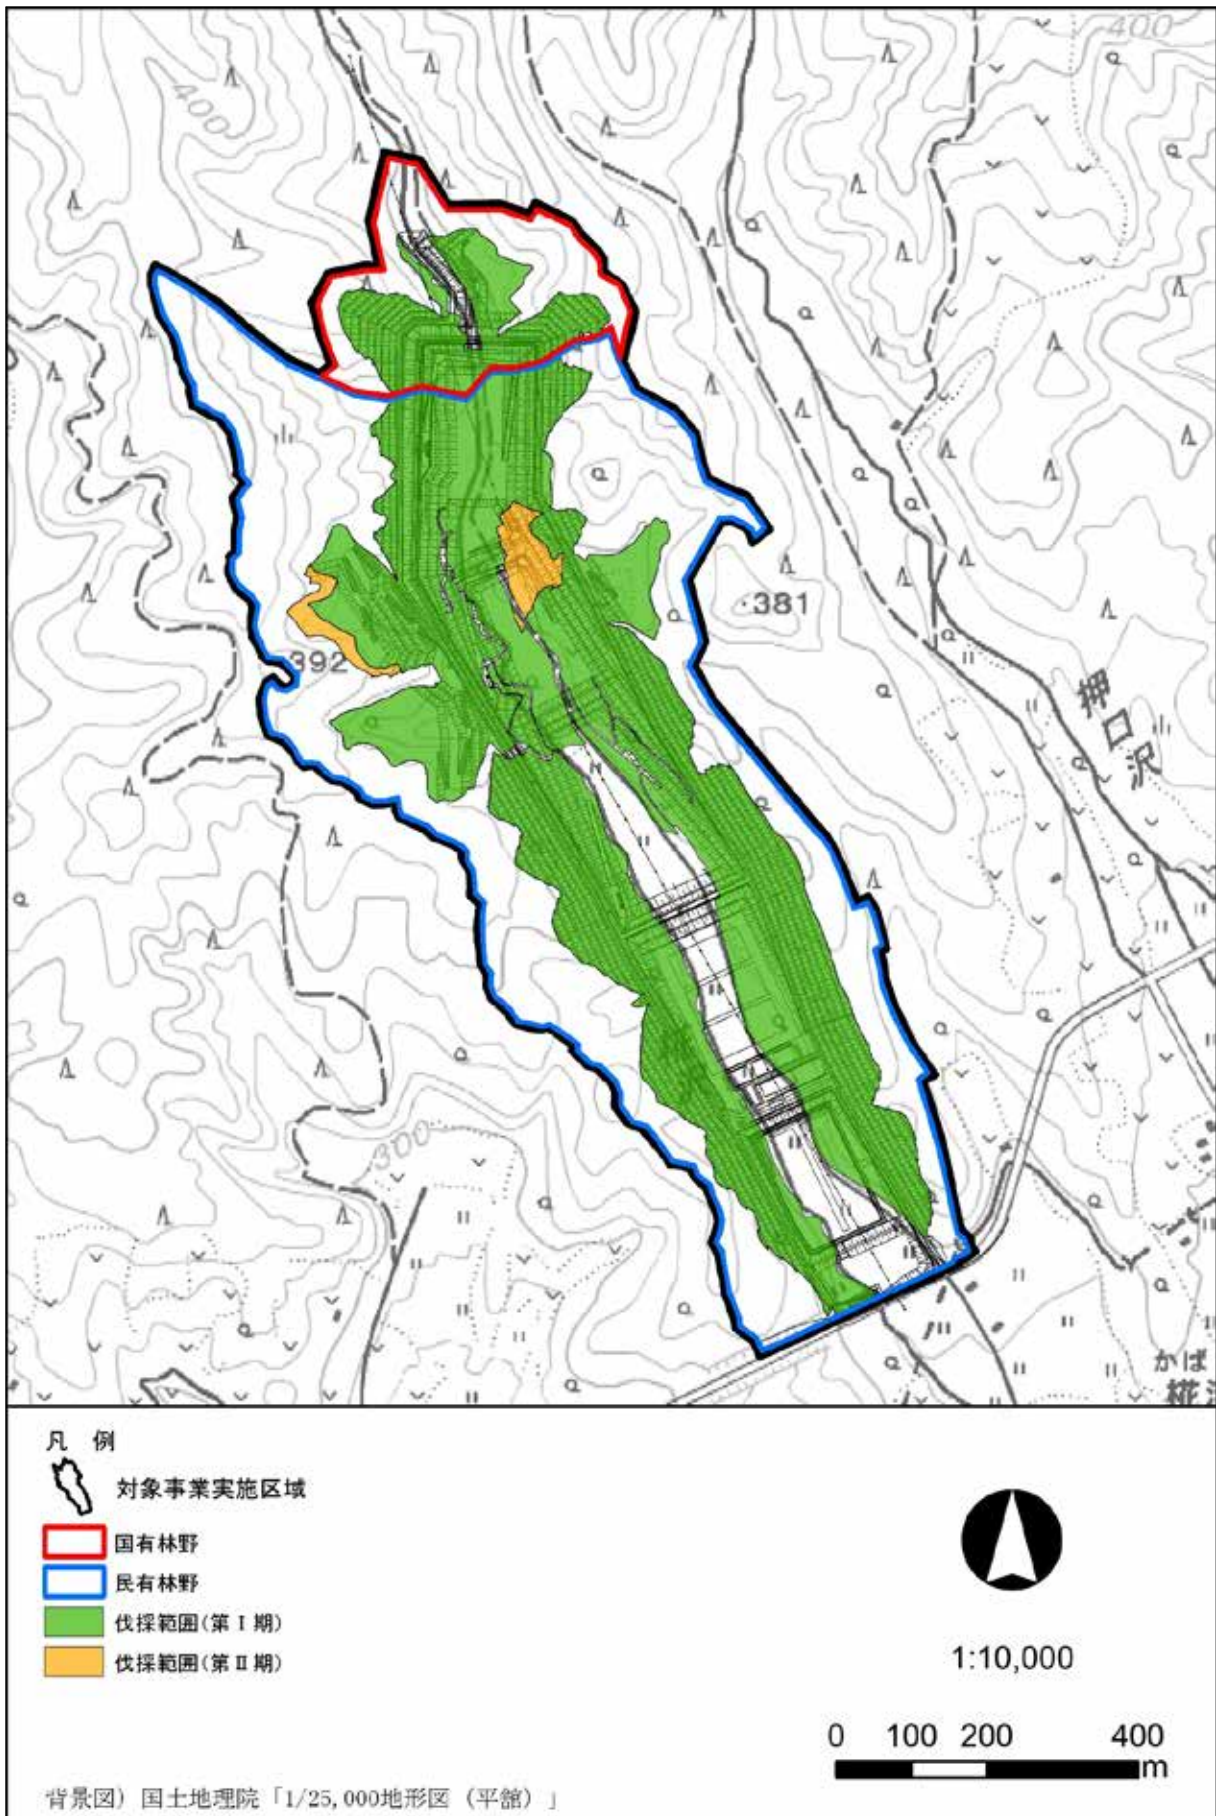 400
400
381
392
押口沢
300
かば
椛
凡 例
対象事業実施区域
国有林野
民有林野
伐採範囲(第Ⅰ期)
伐採範囲(第Ⅱ期)
1:10,000
0 100 200 400
m
背景図) 国土地理院「1/25,000地形図(平舘)」